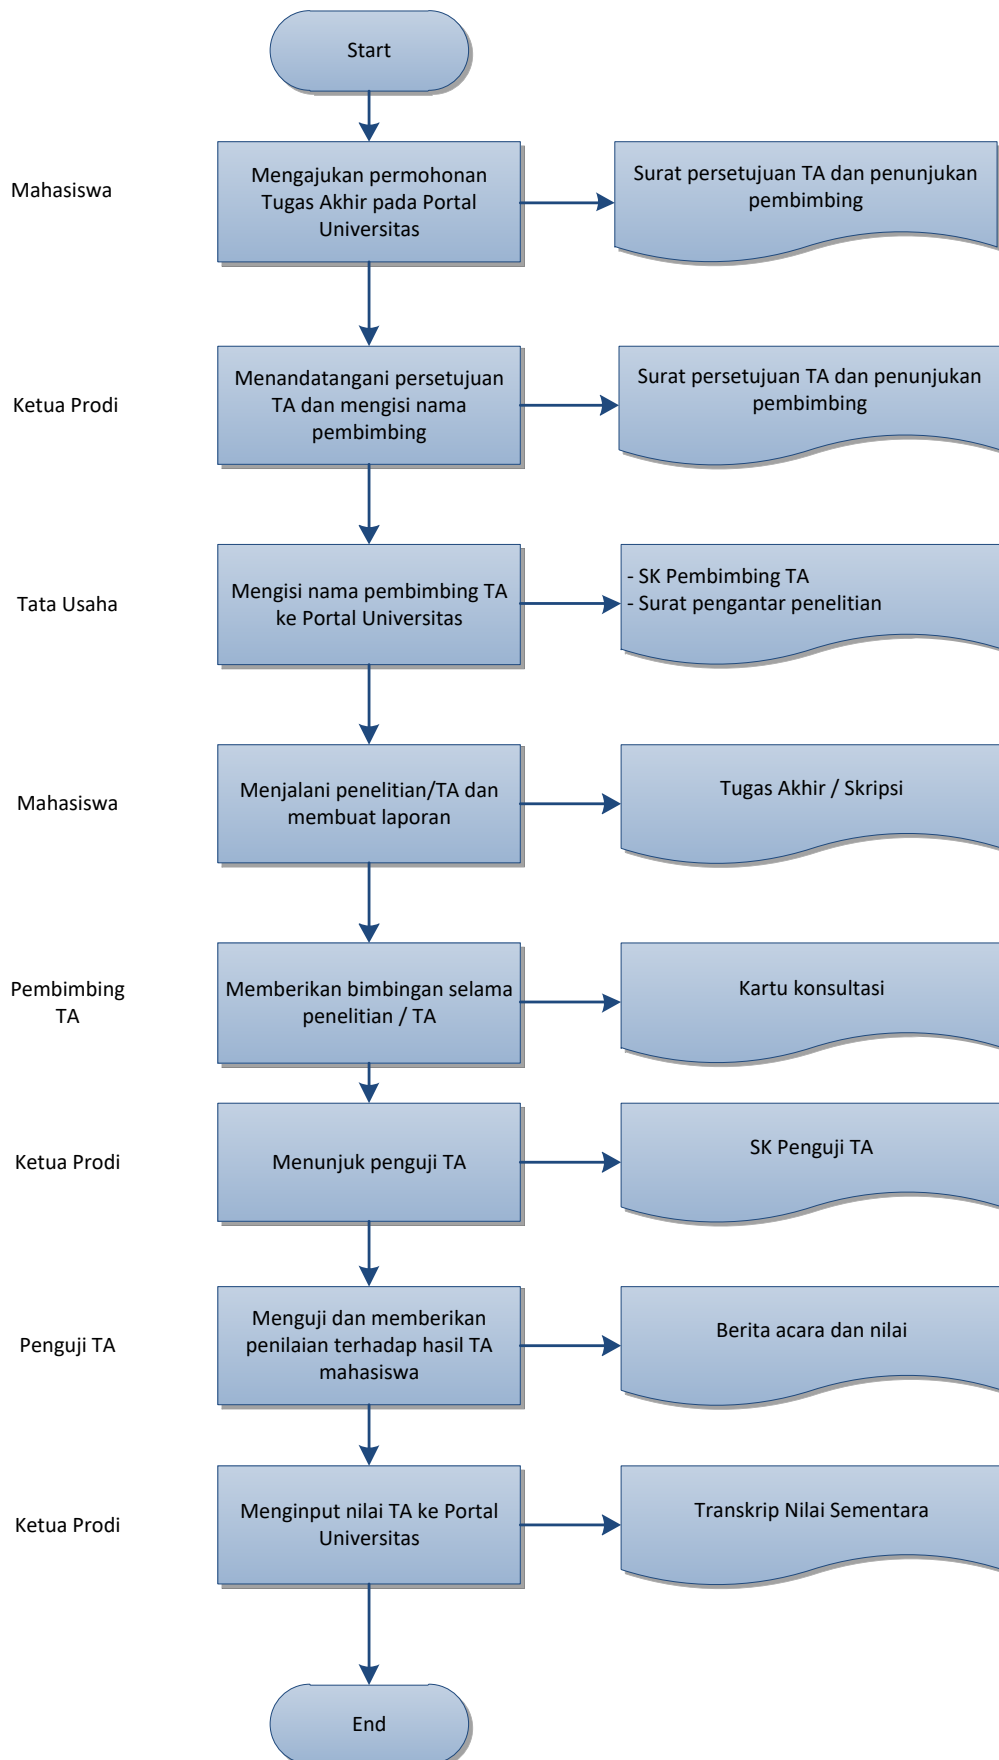 Start
Mahasiswa
Mengajukan permohonan
Tugas Akhir pada Portal
Universitas
Surat persetujuan TA dan penunjukan
pembimbing
Ketua Prodi
Menandatangani persetujuan
TA dan mengisi nama
pembimbing
Surat persetujuan TA dan penunjukan
pembimbing
Tata Usaha
Mengisi nama pembimbing TA
ke Portal Universitas
- SK Pembimbing TA
- Surat pengantar penelitian
Mahasiswa
Menjalani penelitian/TA dan
membuat laporan
Tugas Akhir / Skripsi
Pembimbing
TA
Memberikan bimbingan selama
penelitian / TA
Kartu konsultasi
Ketua Prodi
Menunjuk penguji TA
SK Penguji TA
Penguji TA
Menguji dan memberikan
penilaian terhadap hasil TA
mahasiswa
Berita acara dan nilai
Ketua Prodi
Menginput nilai TA ke Portal
Universitas
Transkrip Nilai Sementara
End